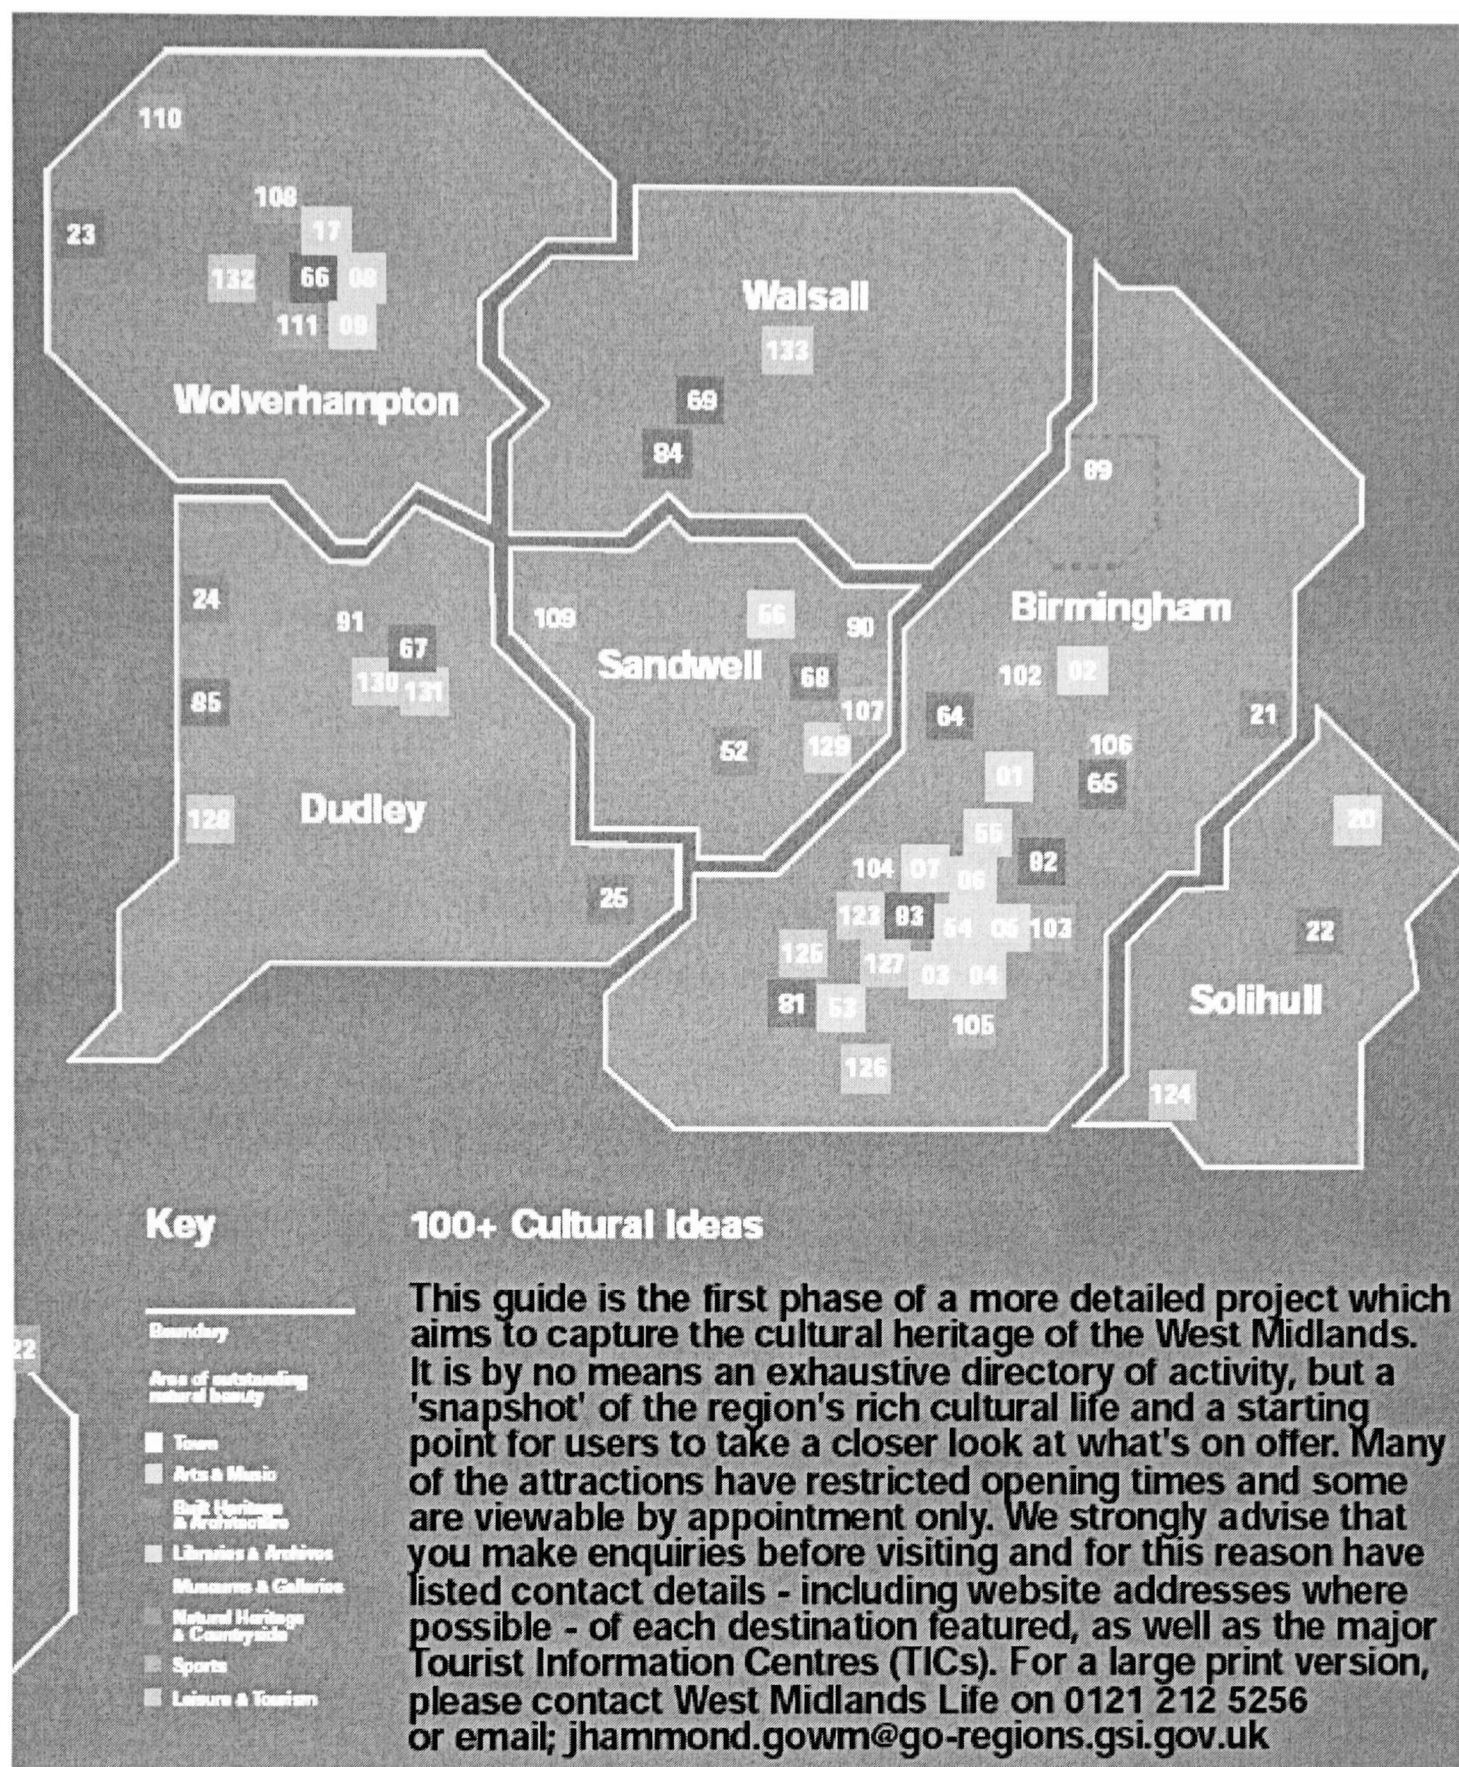 110
108
23
17
132
66
08
111
09
Wolverhampton
Walsall
133
69
84
89
Birmingham
24
91
67
130
131
85
128
Dudley
25
109
56
90
Sandwell
68
107
52
129
102
02
64
21
106
01
65
55
82
104
07
06
123
83
54
05
103
125
127
03
04
81
53
105
126
20
22
Solihull
124
Key
Boundary
Area of outstanding
natural beauty
Town
Arts & Music
Built Heritage
& Architecture
Libraries & Archives
Museums & Galleries
Natural Heritage
& Countryside
Sports
Leisure & Tourism
22
100+ Cultural Ideas
This guide is the first phase of a more detailed project which
aims to capture the cultural heritage of the West Midlands.
It is by no means an exhaustive directory of activity, but a
'snapshot' of the region's rich cultural life and a starting
point for users to take a closer look at what's on offer. Many
of the attractions have restricted opening times and some
are viewable by appointment only. We strongly advise that
you make enquiries before visiting and for this reason have
listed contact details - including website addresses where
possible - of each destination featured, as well as the major
Tourist Information Centres (TICs). For a large print version,
please contact West Midlands Life on 0121 212 5256
or email; jhammond.gowm@go-regions.gsi.gov.uk